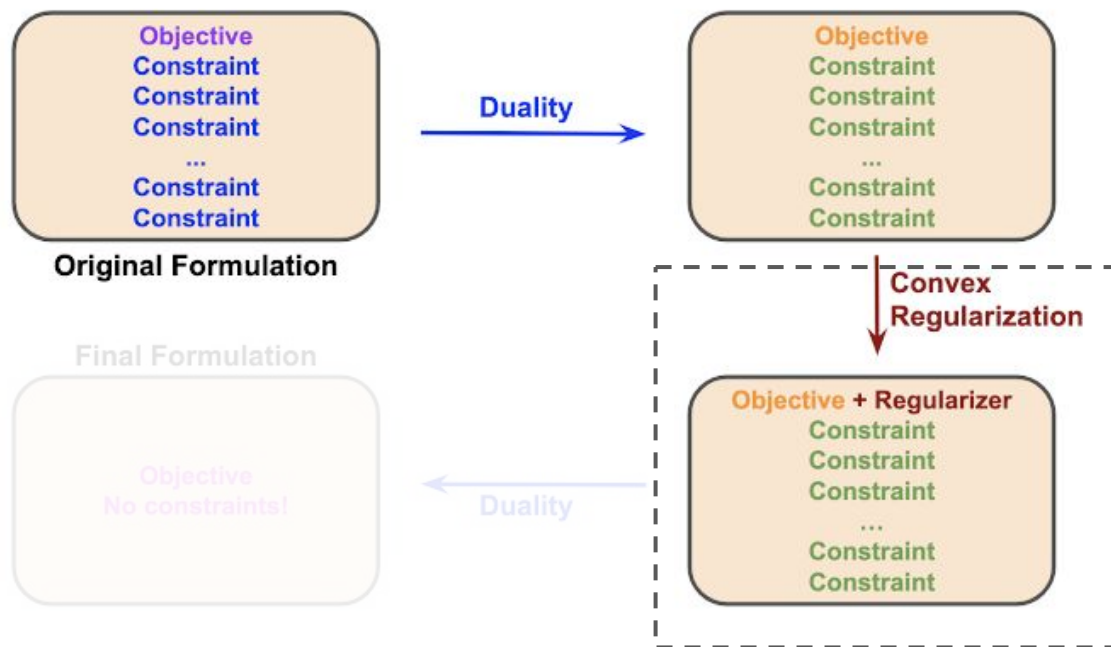 Objective
Constraint
Constraint
Constraint
...
Constraint
Constraint
Original Formulation
Duality
Objective
Constraint
Constraint
Constraint
...
Constraint
Constraint
Convex
Regularization
Objective + Regularizer
Constraint
Constraint
Constraint
...
Constraint
Constraint
Duality
Final Formulation
Objective
No constraints!